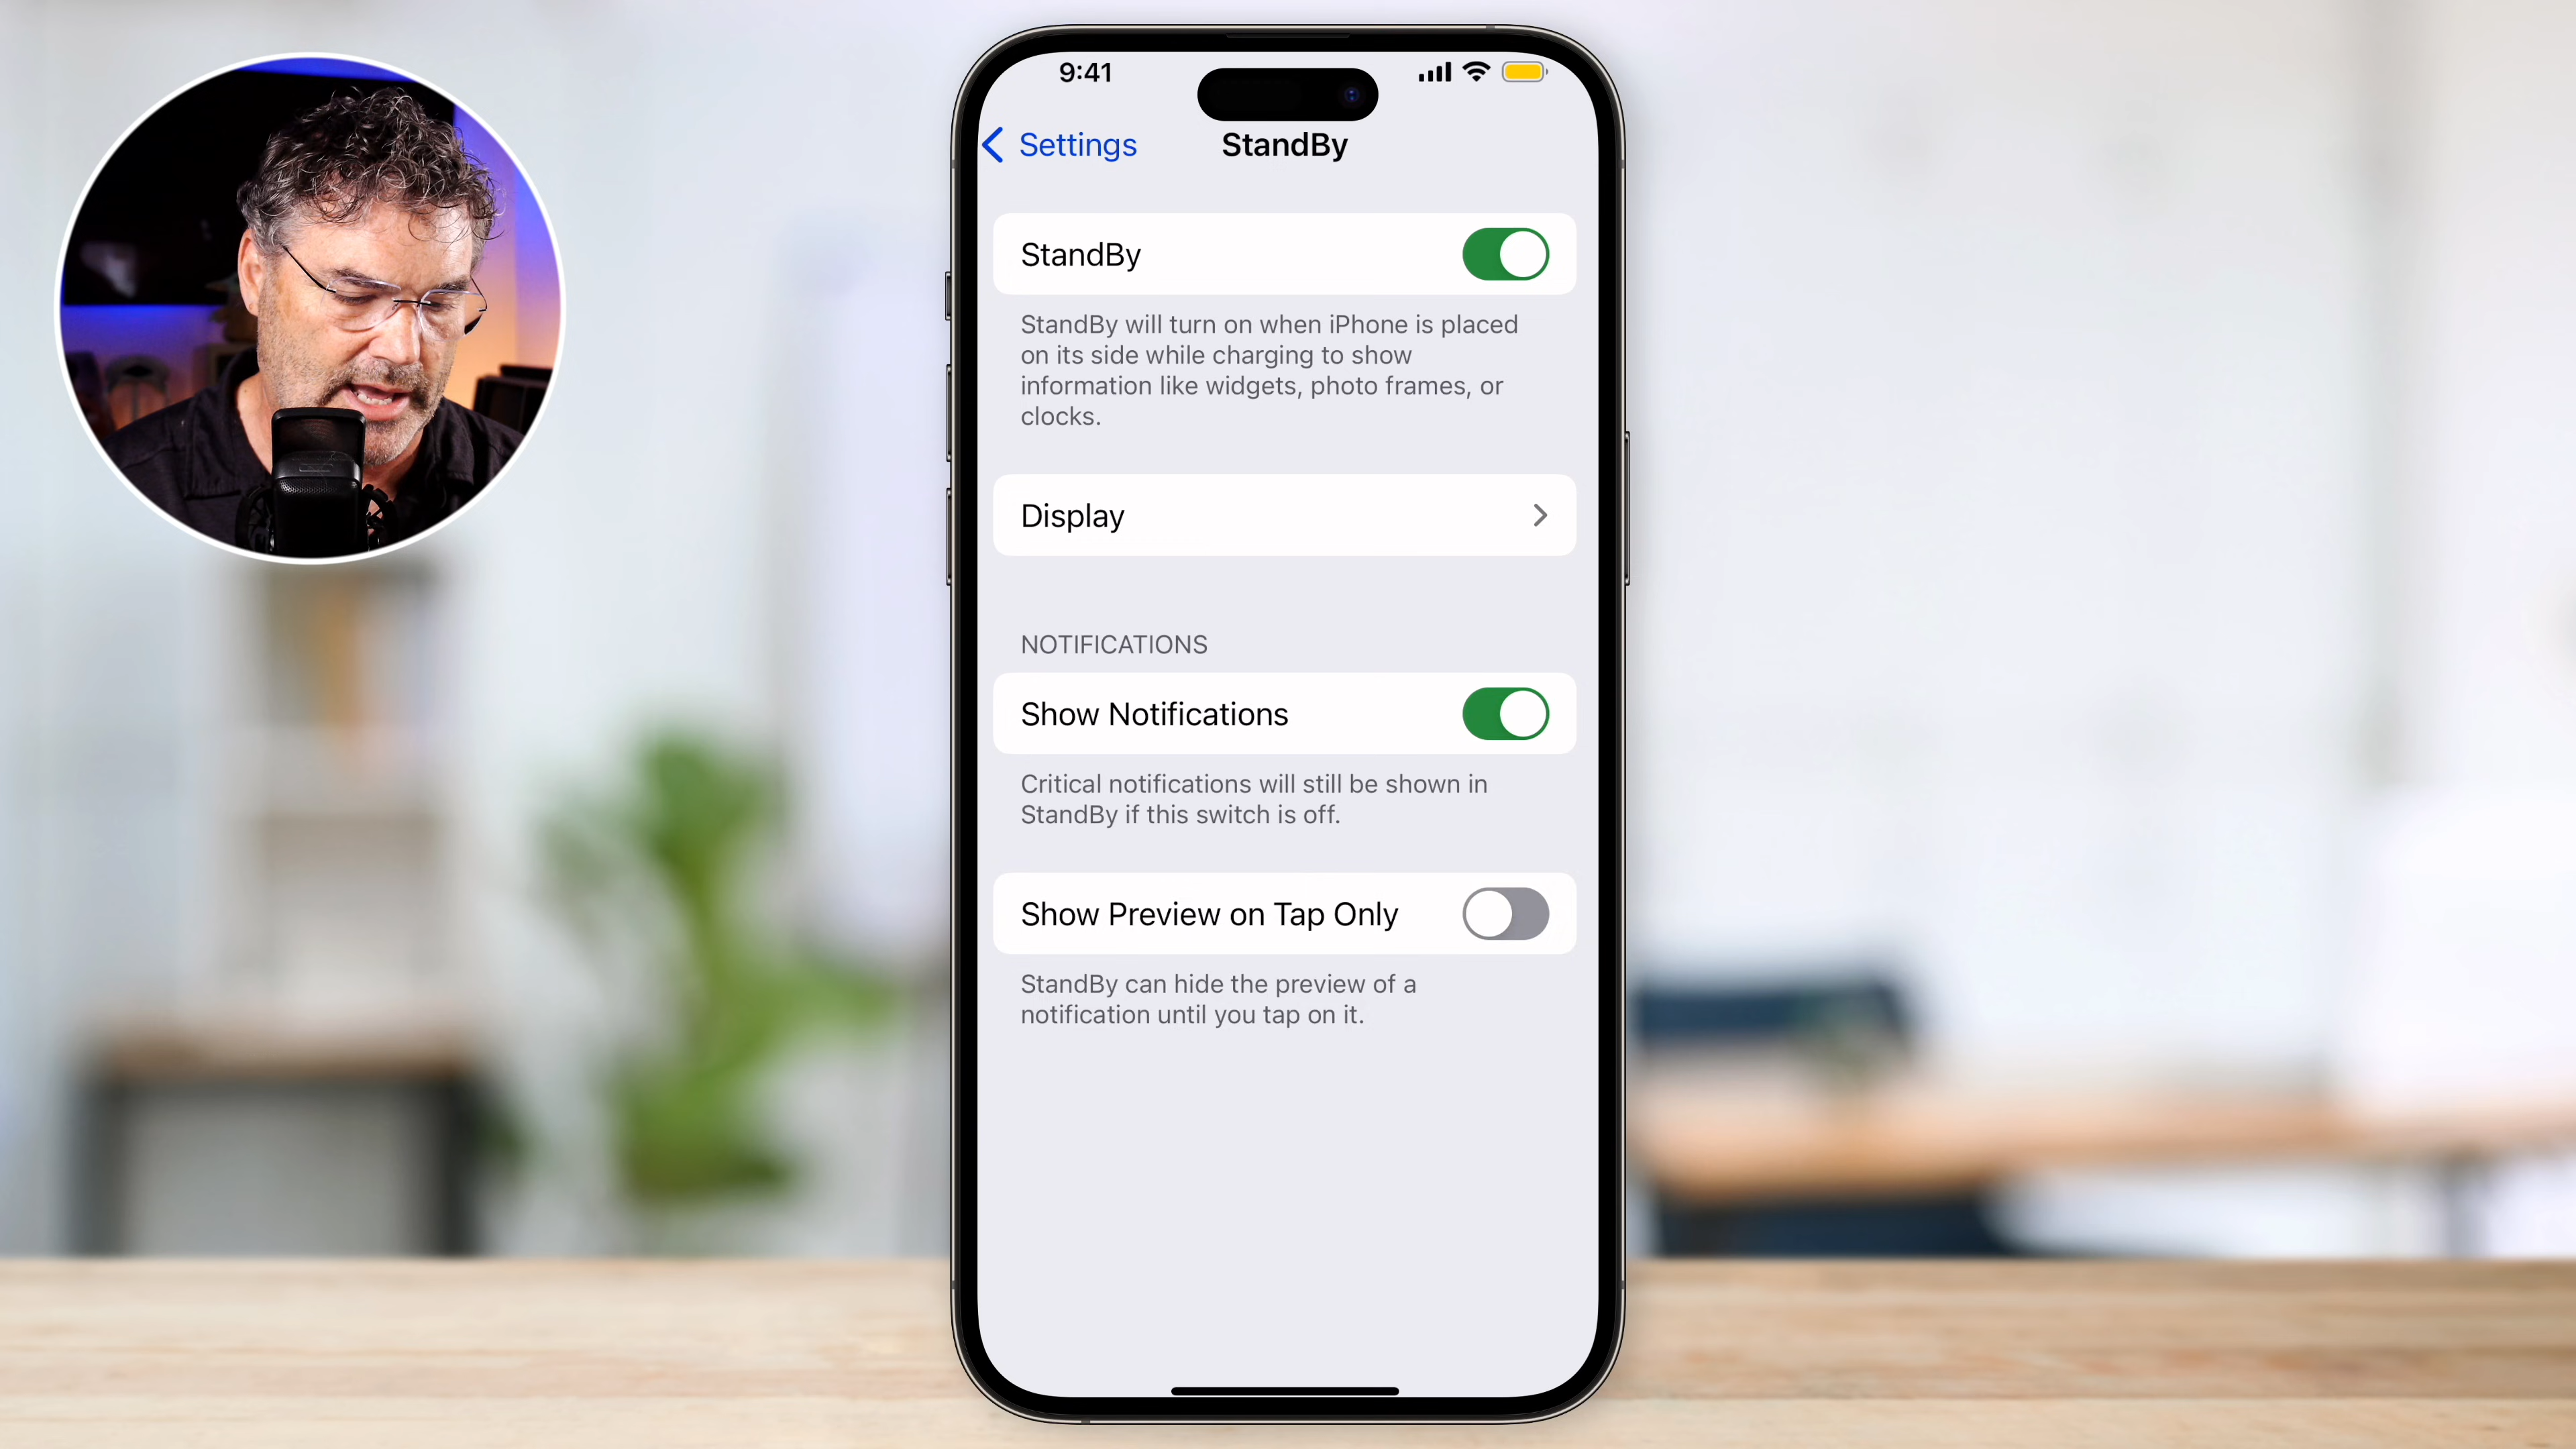 9:41
Settings
StandBy
StandBy
StandBy will turn on when iPhone is placed
on its side while charging to show
information like widgets, photo frames, or
clocks.
Display
NOTIFICATIONS
Show Notifications
Critical notifications will still be shown in
StandBy if this switch is off.
Show Preview on Tap Only
StandBy can hide the preview of a
notification until you tap on it.